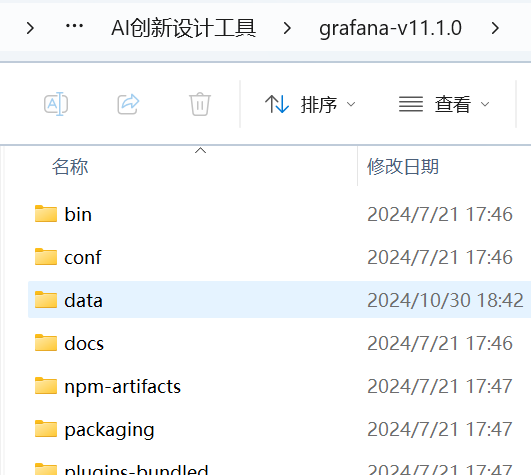 AI创新设计工具 grafana-v11.1.0
排序 查看
名称 修改日期
bin 2024/7/21 17:46
conf 2024/7/21 17:46
data 2024/10/30 18:42
docs 2024/7/21 17:46
npm-artifacts 2024/7/21 17:47
packaging 2024/7/21 17:47
plugins-bundled 2024/7/21 17:47